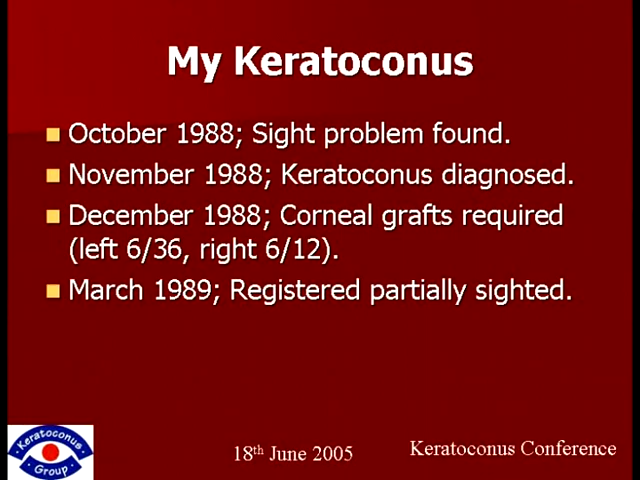 My Keratoconus
October 1988; Sight problem found.
November 1988; Keratoconus diagnosed.
December 1988; Corneal grafts required
(left 6/36, right 6/12).
March 1989; Registered partially sighted.
Keratoconus
Group
18th June 2005
Keratoconus Conference